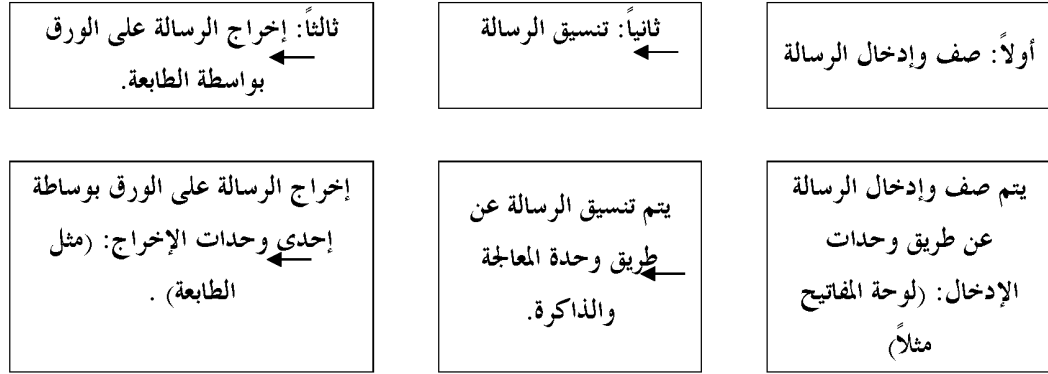 أولاً: صف وإدخال الرسالة
ثانياً: تنسيق الرسالة
ثالثاً: إخراج الرسالة على الورق
بواسطة الطابعة.
يتم صف وإدخال الرسالة
عن طريق وحدات
الإدخال: (لوحة المفاتيح
مثلاً)
يتم تنسيق الرسالة عن
طريق وحدة المعالجة
والذاكرة.
إخراج الرسالة على الورق بوساطة
إحدى وحدات الإخراج: (مثل
الطابعة) .